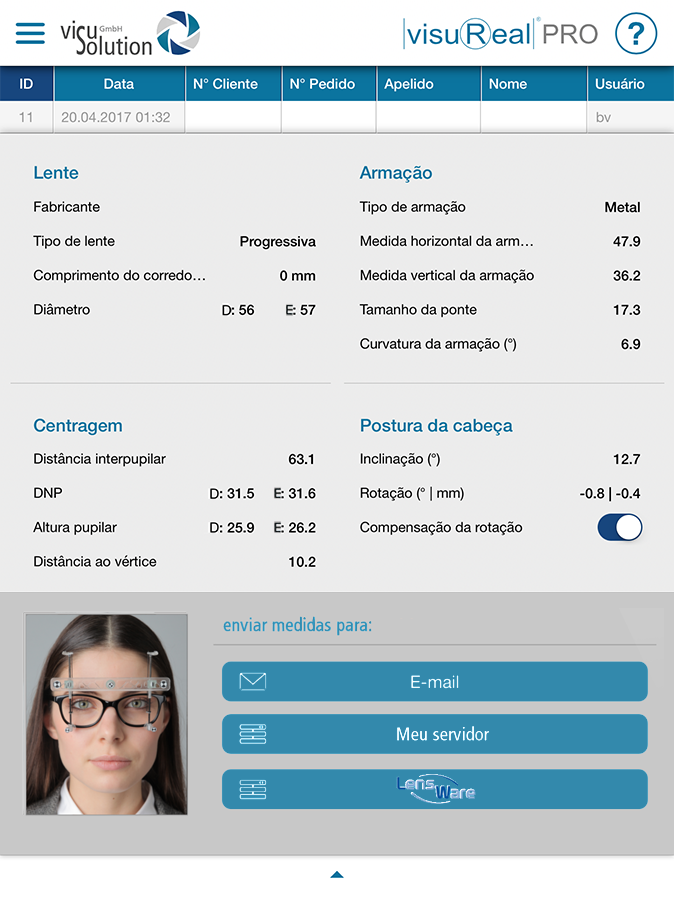 visu GmbH
Solution
visuReal® PRO
?
ID Data N° Cliente N° Pedido Apelido Nome Usuário
11 20.04.2017 01:32 bv
Lente
Fabricante
Tipo de lente Progressiva
Comprimento do corredo… 0 mm
Diâmetro D: 56 E: 57
Armação
Tipo de armação Metal
Medida horizontal da arm… 47.9
Medida vertical da armação 36.2
Tamanho da ponte 17.3
Curvatura da armação (°) 6.9
Centragem
Distância interpupilar 63.1
DNP D: 31.5 E: 31.6
Altura pupilar D: 25.9 E: 26.2
Distância ao vértice 10.2
Postura da cabeça
Inclinação (°) 12.7
Rotação (° | mm) -0.8 | -0.4
Compensação da rotação
enviar medidas para:
E-mail
Meu servidor
LensWare